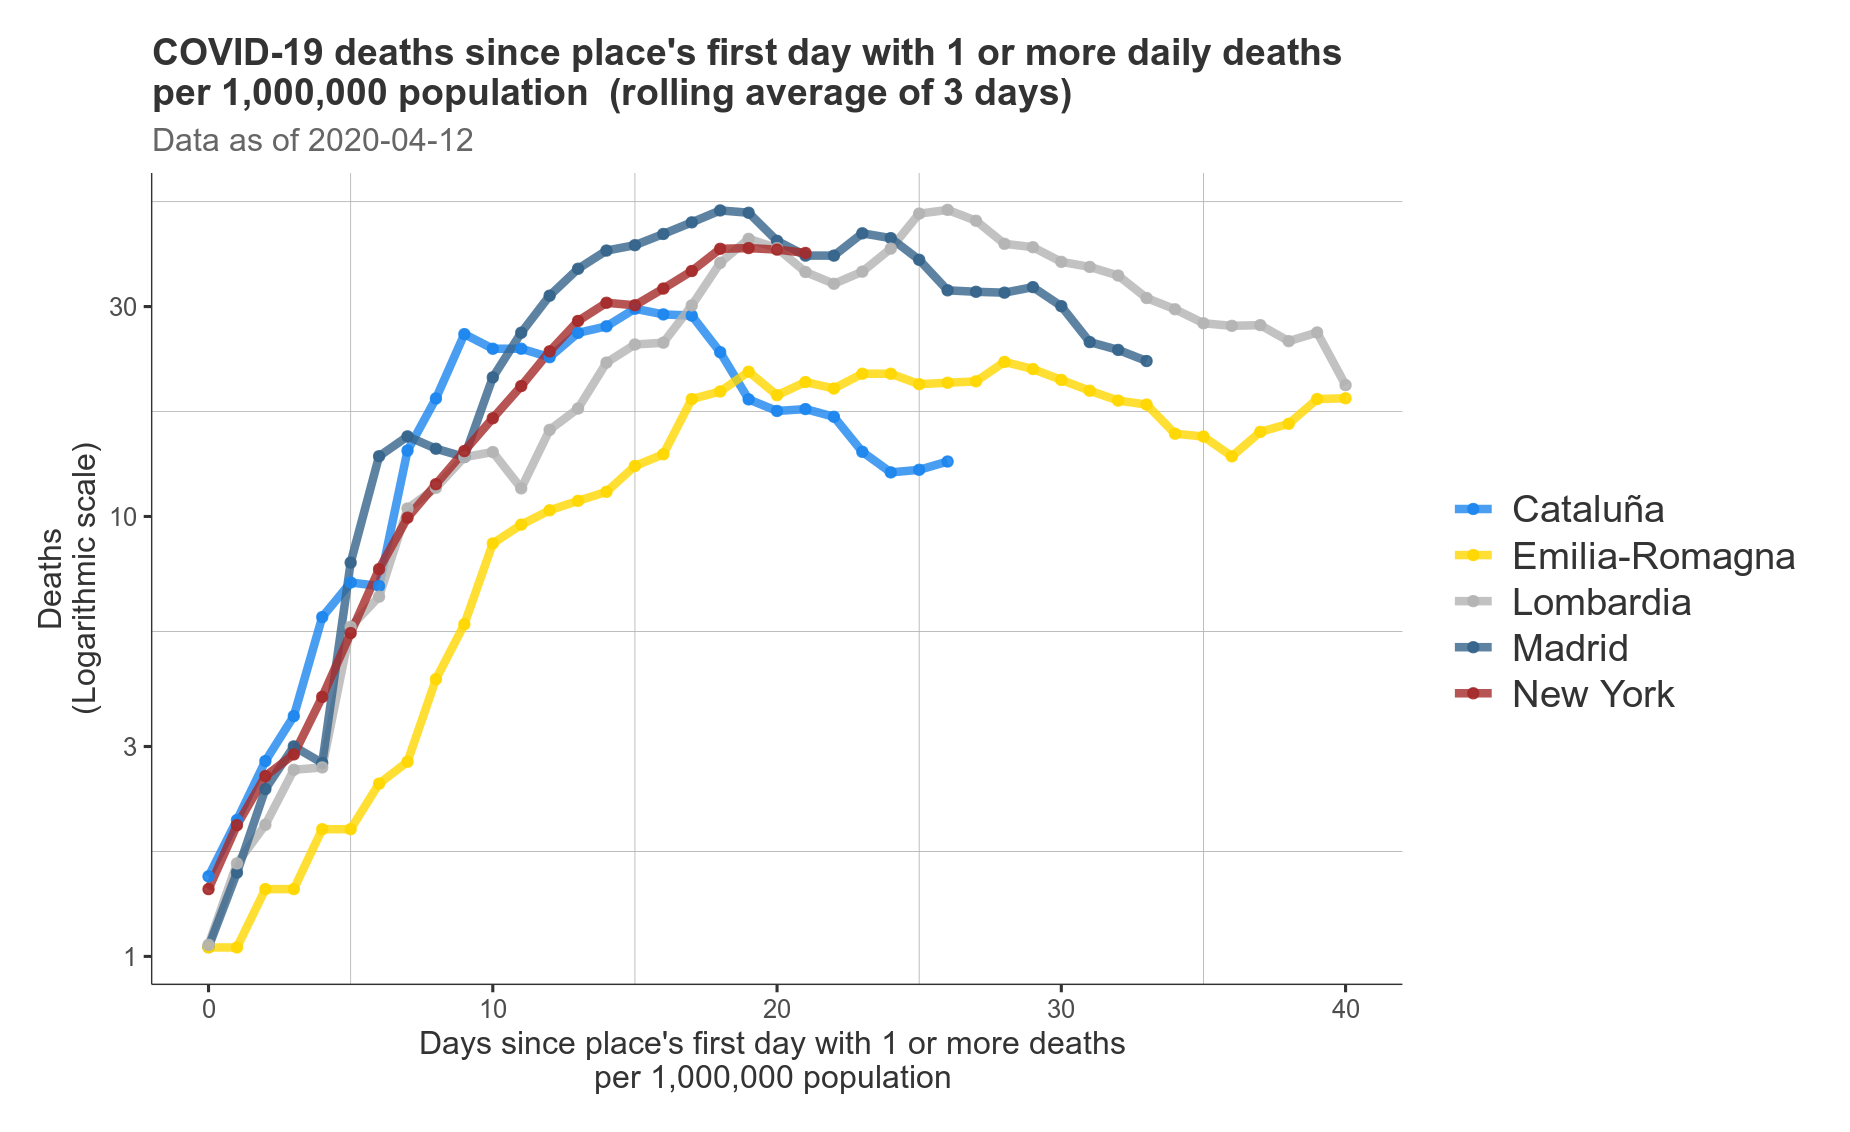 COVID-19 deaths since place's first day with 1 or more daily deaths
per 1,000,000 population  (rolling average of 3 days)
Data as of 2020-04-12
Deaths
(Logarithmic scale)
30
10
3
1
0
10
20
30
40
Days since place's first day with 1 or more deaths
per 1,000,000 population
Cataluña
Emilia-Romagna
Lombardia
Madrid
New York